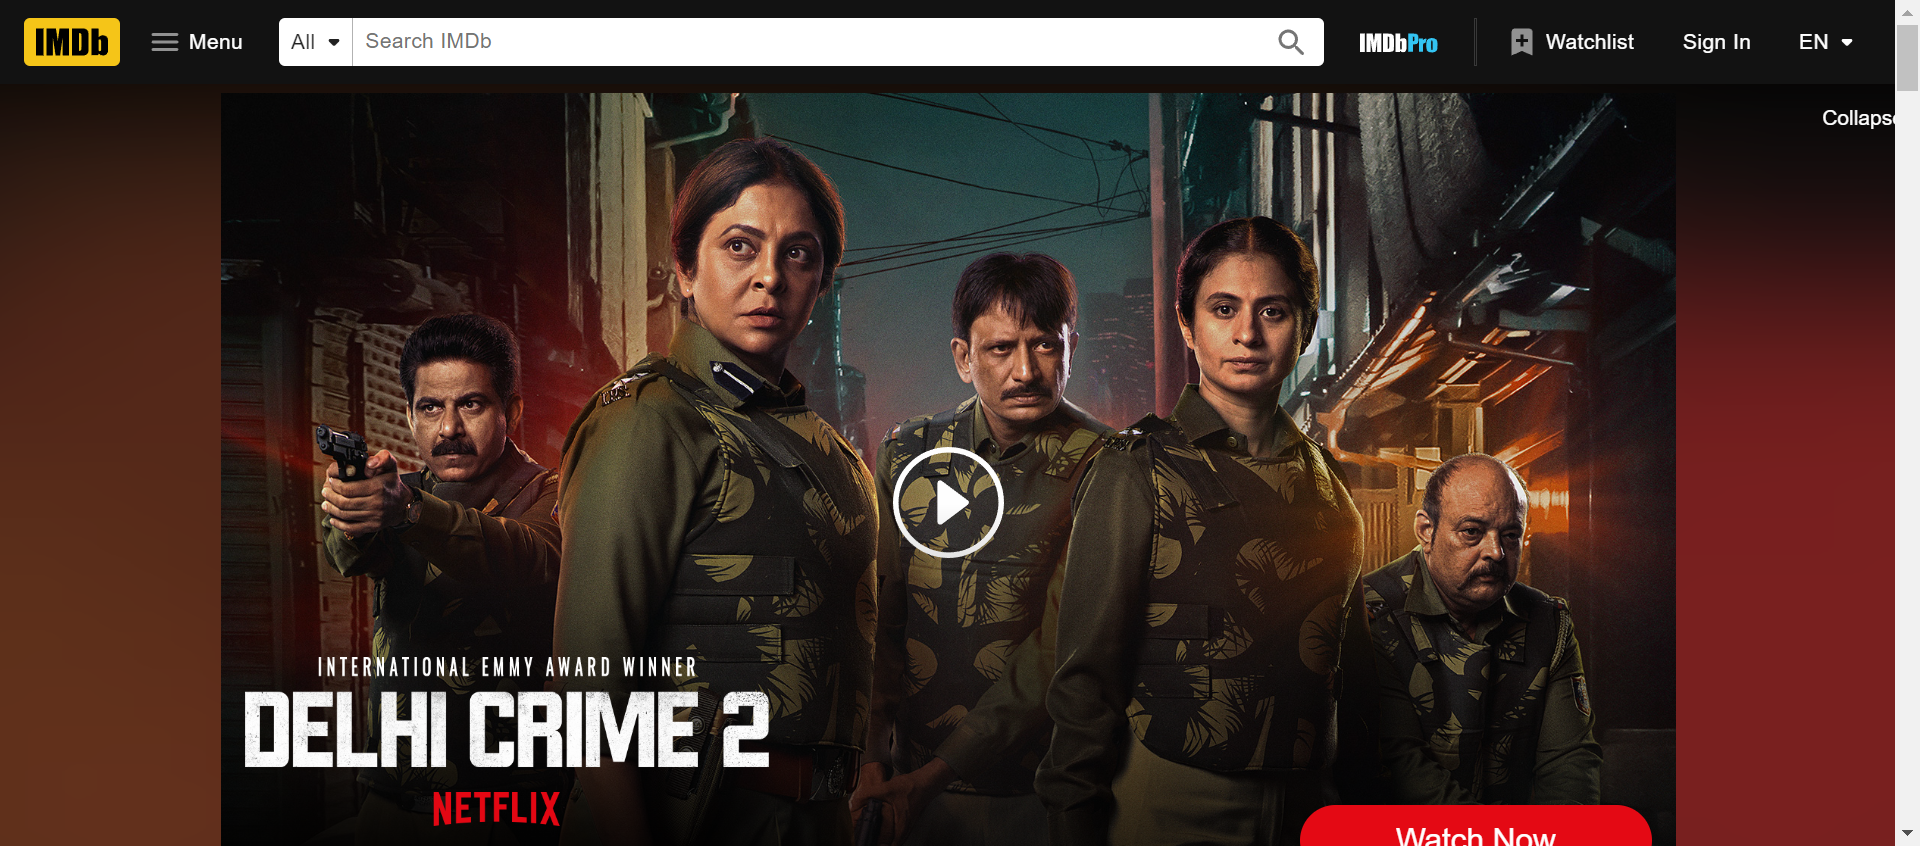 IMDb Menu All Search IMDb IMDbPro Watchlist Sign In EN
Collapse
INTERNATIONAL EMMY AWARD WINNER
DELHI CRIME 2
NETFLIX
Watch Now